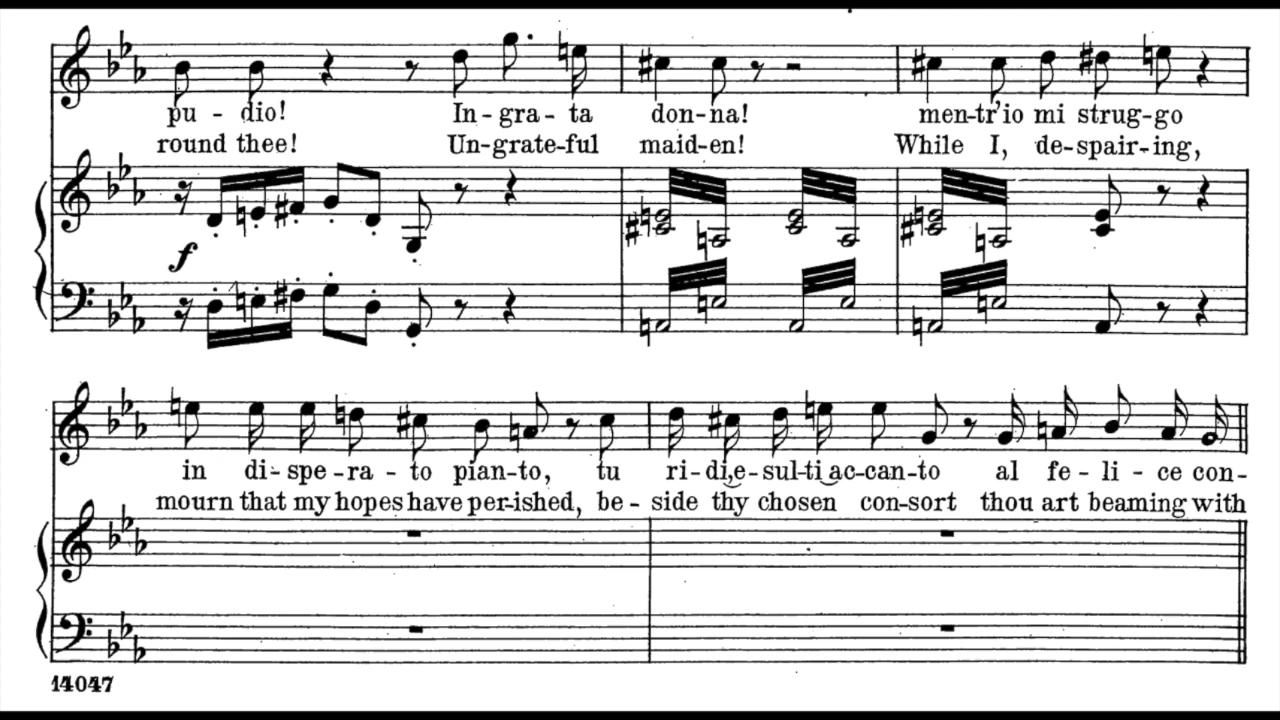 pu - dio! In-gra - ta don-na! men-tr'io mi strug-go
round thee! Un-grate-ful maid-en! While I, de-spair-ing,
f
in di-spe-ra-to pian-to, tu ri-di,e-sul-ti ac-can-to al fe-li-ce con-
mourn that my hopes have per-ished, be-side thy chosen con-sort thou art beaming with
14047